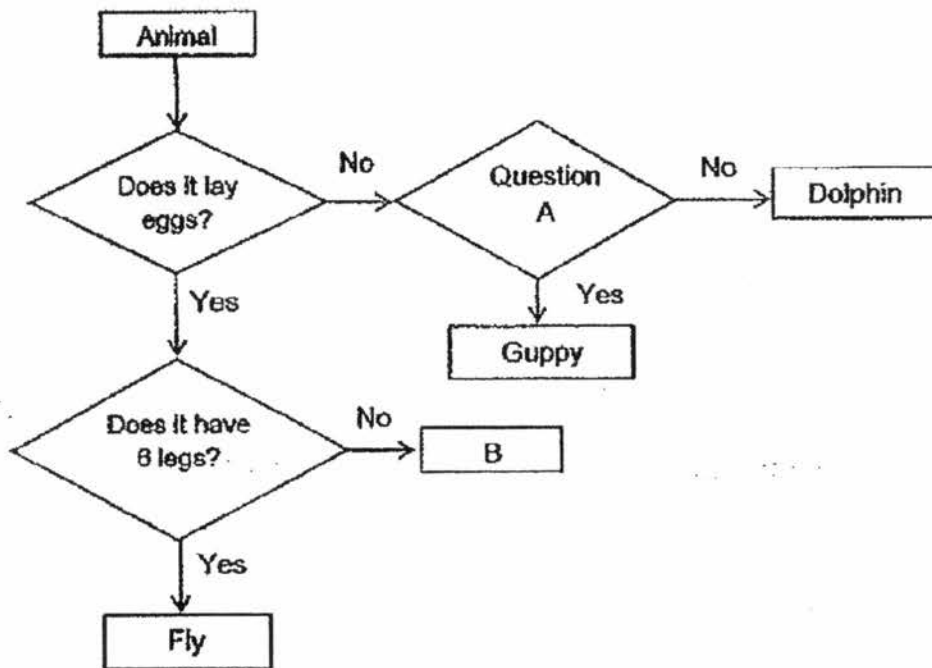 Animal
Does it lay
eggs?
No
Question
A
No
Dolphin
Yes
Yes
Guppy
Does it have
6 legs?
No
B
Yes
Fly